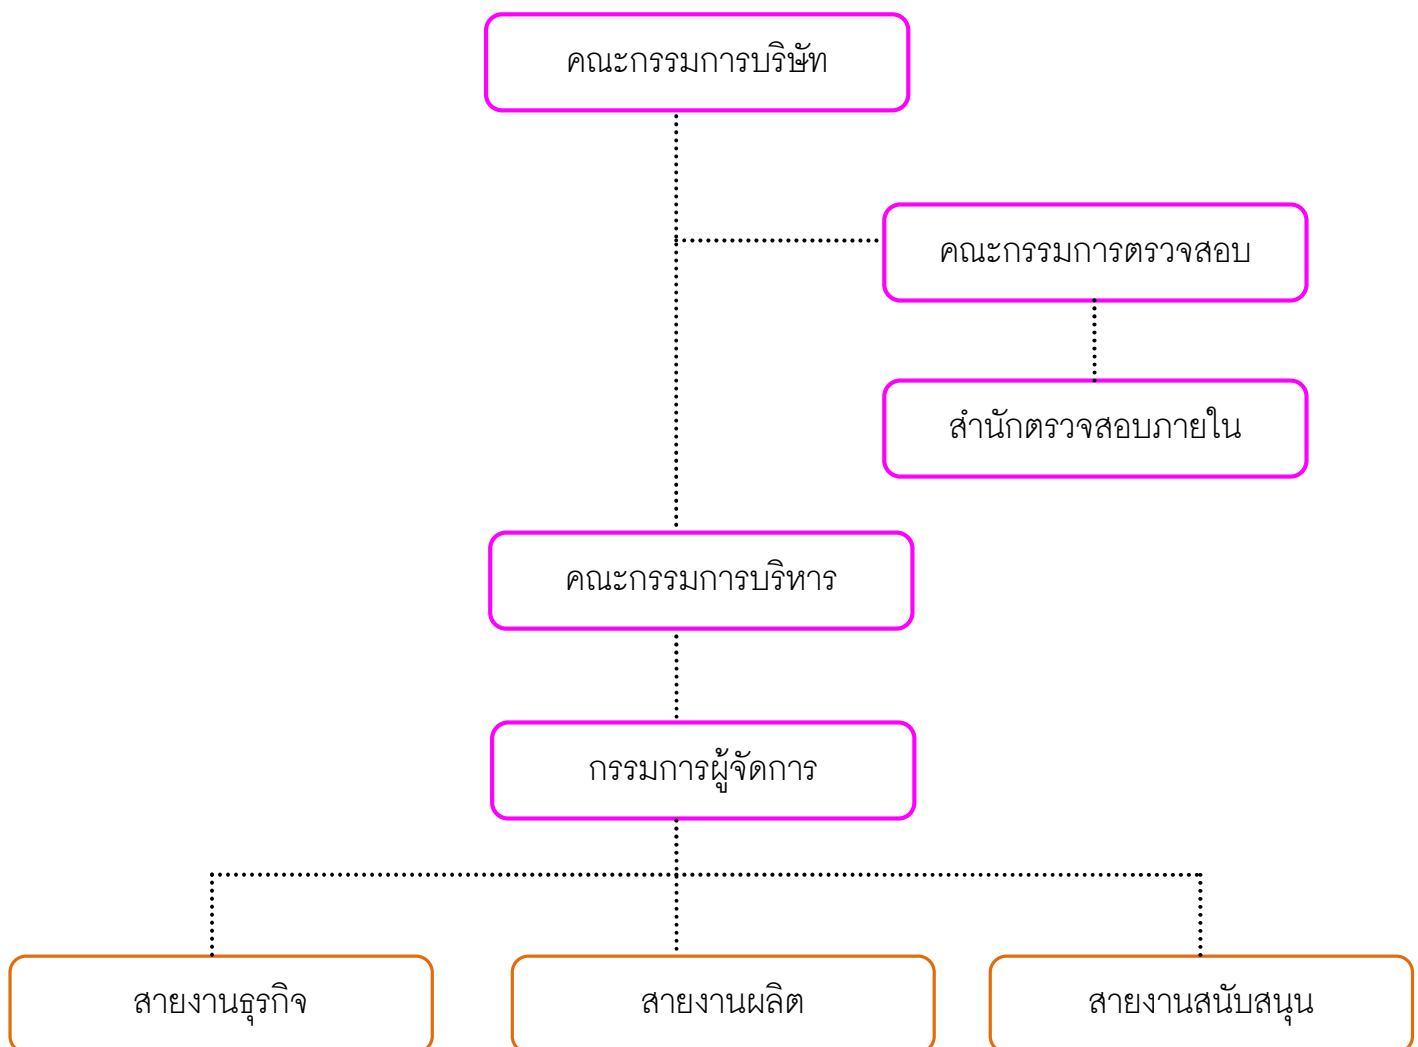 คณะกรรมการบริษัท
คณะกรรมการตรวจสอบ
สำนักตรวจสอบภายใน
คณะกรรมการบริหาร
กรรมการผู้จัดการ
สายงานธุรกิจ
สายงานผลิต
สายงานสนับสนุน